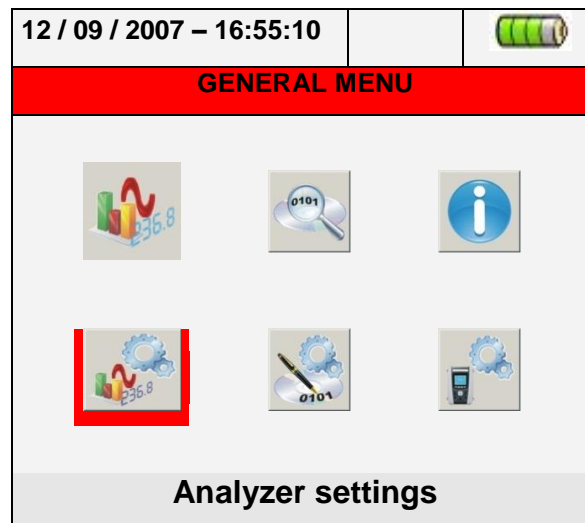 12 / 09 / 2007 – 16:55:10
GENERAL MENU
236.8
0101
236.8
0101
Analyzer settings